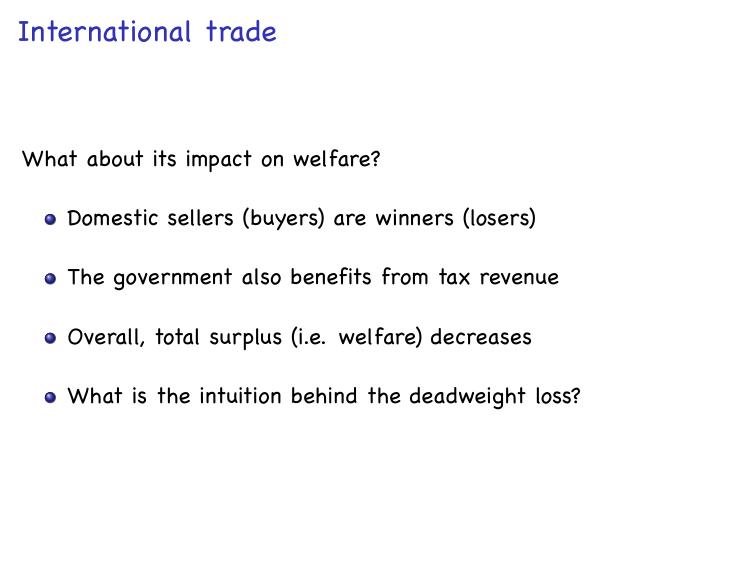 International trade
What about its impact on welfare?
Domestic sellers (buyers) are winners (losers)
The government also benefits from tax revenue
Overall, total surplus (i.e. welfare) decreases
What is the intuition behind the deadweight loss?